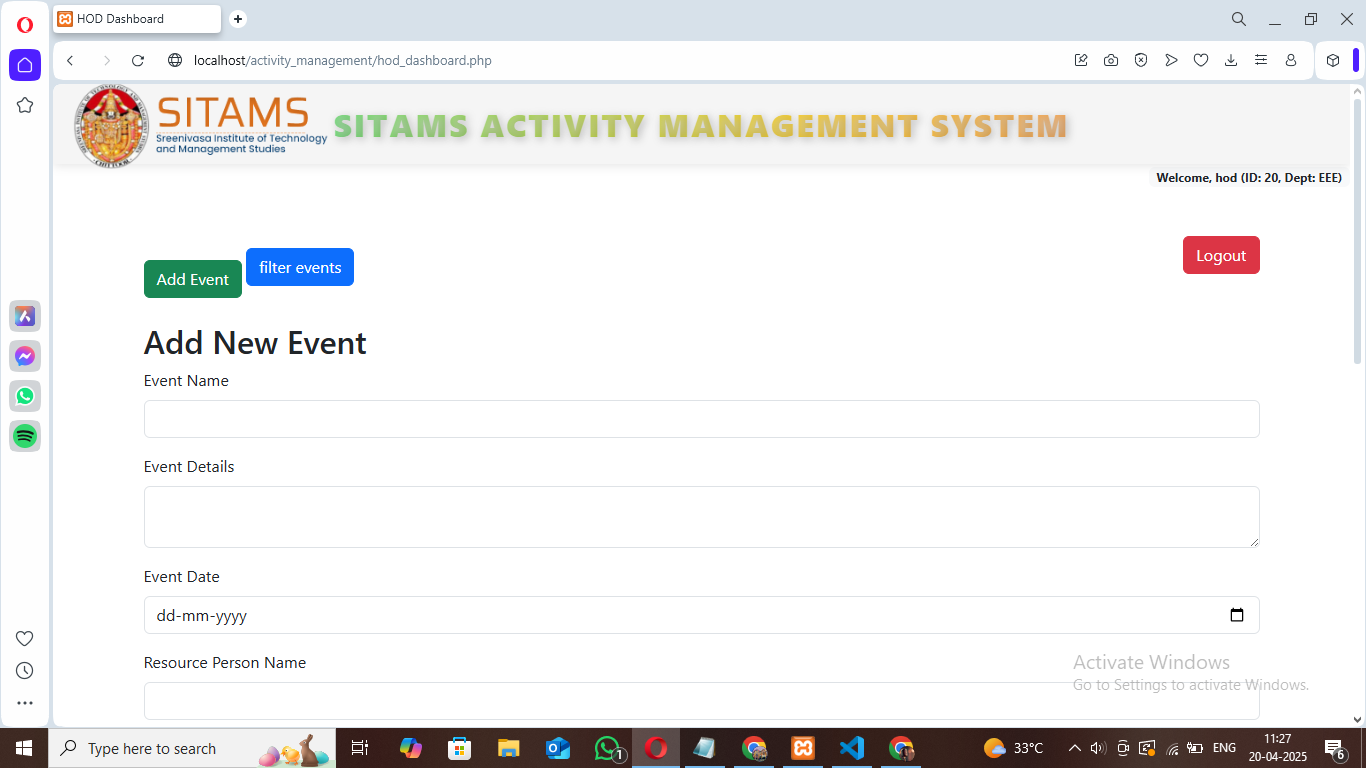 HOD Dashboard
localhost/activity_management/hod_dashboard.php
SITAMS
Sreenivasa Institute of Technology
and Management Studies
SITAMS ACTIVITY MANAGEMENT SYSTEM
Welcome, hod (ID: 20, Dept: EEE)
Add Event
filter events
Logout
Add New Event
Event Name
Event Details
Event Date
dd-mm-yyyy
Resource Person Name
Activate Windows
Go to Settings to activate Windows.
Type here to search
1
33°C
ENG
11:27
20-04-2025
6